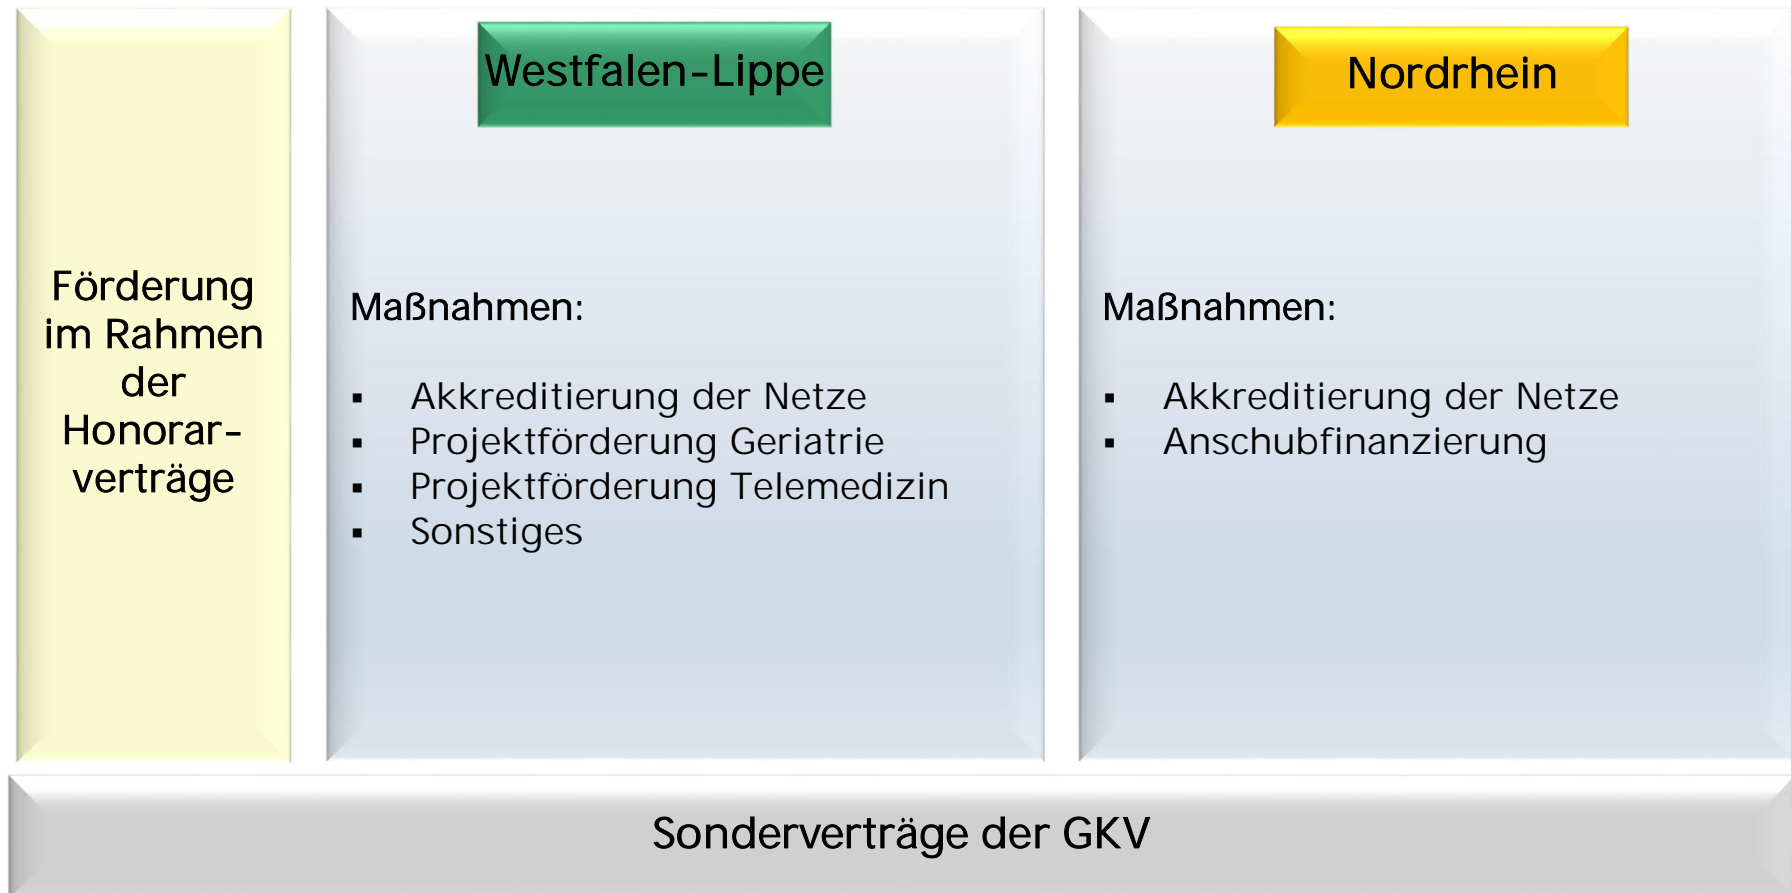 Förderung
im Rahmen
der
Honorar-
verträge
Westfalen-Lippe
Maßnahmen:
▪ Akkreditierung der Netze
▪ Projektförderung Geriatrie
▪ Projektförderung Telemedizin
▪ Sonstiges
Nordrhein
Maßnahmen:
▪ Akkreditierung der Netze
▪ Anschubfinanzierung
Sonderverträge der GKV